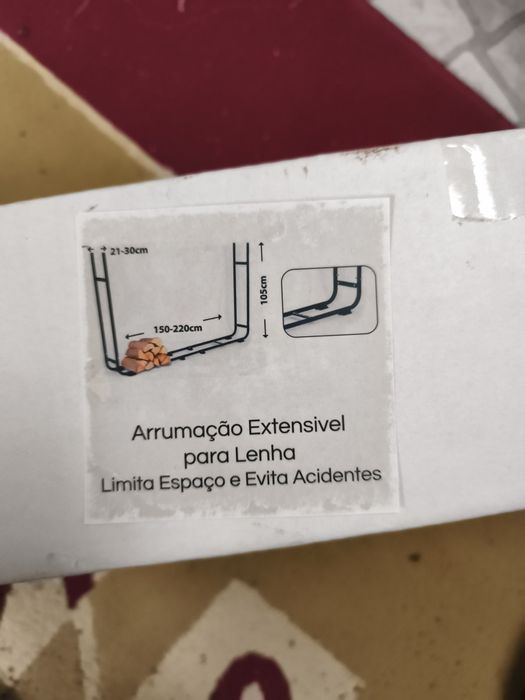 21-30cm
105cm
150-220cm
Arrumação Extensivel
para Lenha
Limita Espaço e Evita Acidentes